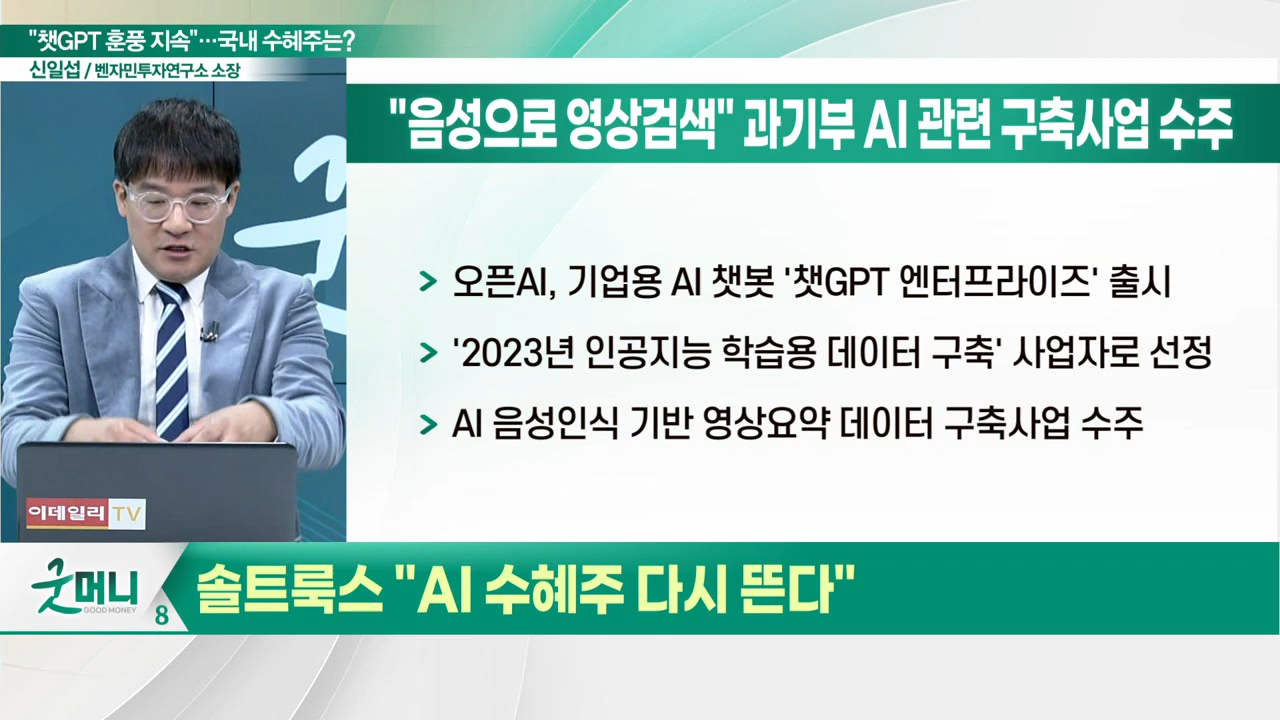 "챗GPT 훈풍 지속"…국내 수혜주는?
신일섭 / 벤자민투자연구소 소장
"음성으로 영상검색" 과기부 AI 관련 구축사업 수주
> 오픈AI, 기업용 AI 챗봇 '챗GPT 엔터프라이즈' 출시
> '2023년 인공지능 학습용 데이터 구축' 사업자로 선정
> AI 음성인식 기반 영상요약 데이터 구축사업 수주
이데일리 TV
굿머니
GOOD MONEY
8
솔트룩스 "AI 수혜주 다시 뜬다"